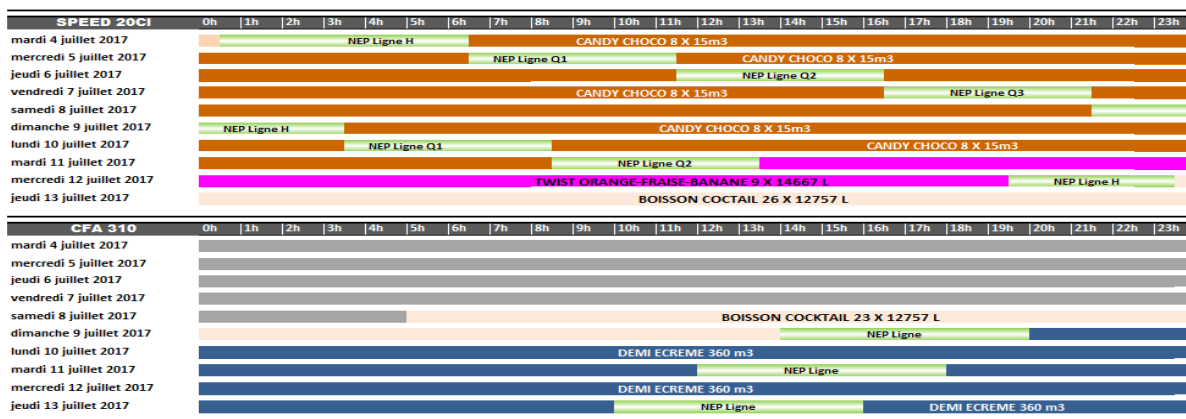 SPEED 20CI 0h |1h |2h |3h |4h |5h |6h |7h |8h |9h |10h |11h |12h |13h |14h |15h |16h |17h |18h |19h |20h |21h |22h |23h
mardi 4 juillet 2017 NEP Ligne H CANDY CHOCO 8 X 15m3
mercredi 5 juillet 2017 NEP Ligne Q1 CANDY CHOCO 8 X 15m3
jeudi 6 juillet 2017 NEP Ligne Q2
vendredi 7 juillet 2017 CANDY CHOCO 8 X 15m3 NEP Ligne Q3
samedi 8 juillet 2017
dimanche 9 juillet 2017 NEP Ligne H CANDY CHOCO 8 X 15m3
lundi 10 juillet 2017 NEP Ligne Q1 CANDY CHOCO 8 X 15m3
mardi 11 juillet 2017 NEP Ligne Q2
mercredi 12 juillet 2017 TWIST ORANGE-FRAISE-BANANE 9 X 14667 L NEP Ligne H
jeudi 13 juillet 2017 BOISSON COCTAIL 26 X 12757 L
CFA 310 0h |1h |2h |3h |4h |5h |6h |7h |8h |9h |10h |11h |12h |13h |14h |15h |16h |17h |18h |19h |20h |21h |22h |23h
mardi 4 juillet 2017
mercredi 5 juillet 2017
jeudi 6 juillet 2017
vendredi 7 juillet 2017
samedi 8 juillet 2017 BOISSON COCKTAIL 23 X 12757 L
dimanche 9 juillet 2017 NEP Ligne
lundi 10 juillet 2017 DEMI ECREME 360 m3
mardi 11 juillet 2017 NEP Ligne
mercredi 12 juillet 2017 DEMI ECREME 360 m3
jeudi 13 juillet 2017 NEP Ligne DEMI ECREME 360 m3